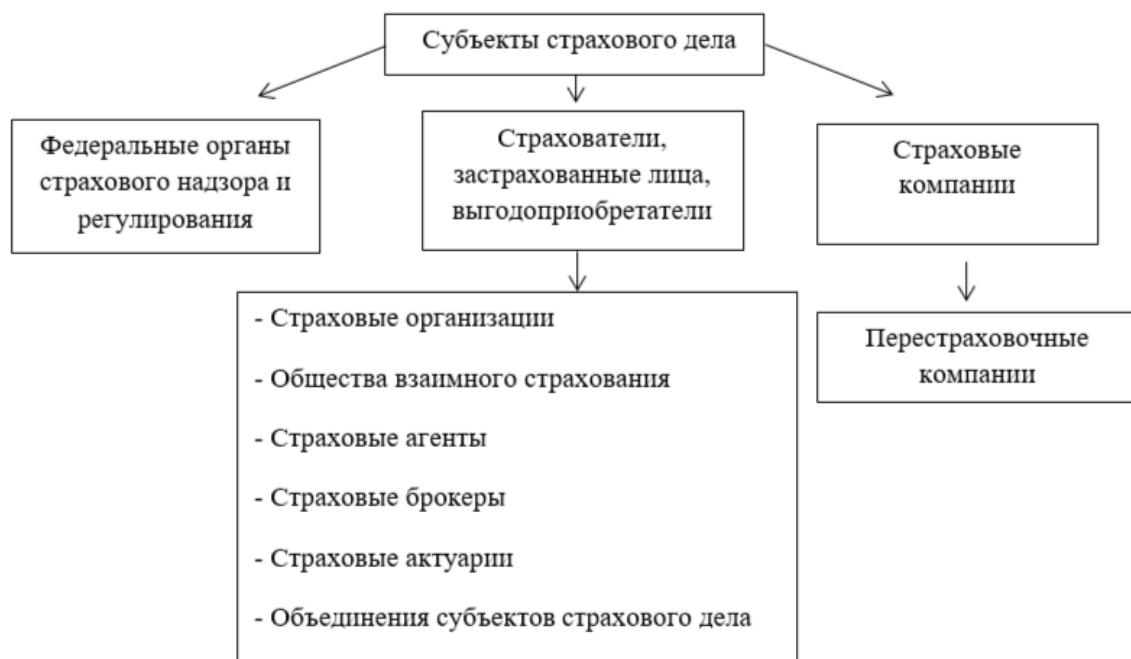 Субъекты страхового дела
Федеральные органы
страхового надзора и
регулирования
Страхователи,
застрахованные лица,
выгодоприобретатели
Страховые
компании
- Страховые организации
- Общества взаимного страхования
- Страховые агенты
- Страховые брокеры
- Страховые актуарии
- Объединения субъектов страхового дела
Перестраховочные
компании